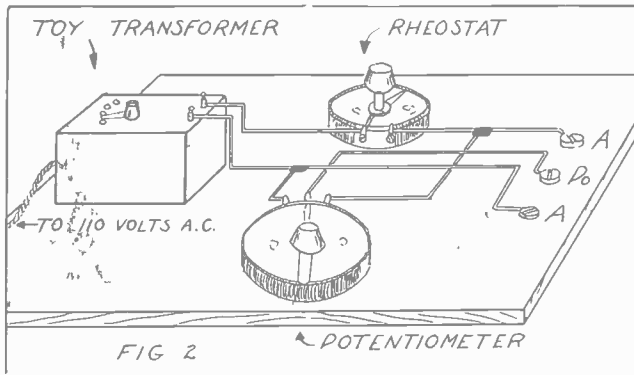 TOY TRANSFORMER
RHEOSTAT
A
Po
A
TO 110 VOLTS A.C.
FIG 2
POTENTIOMETER